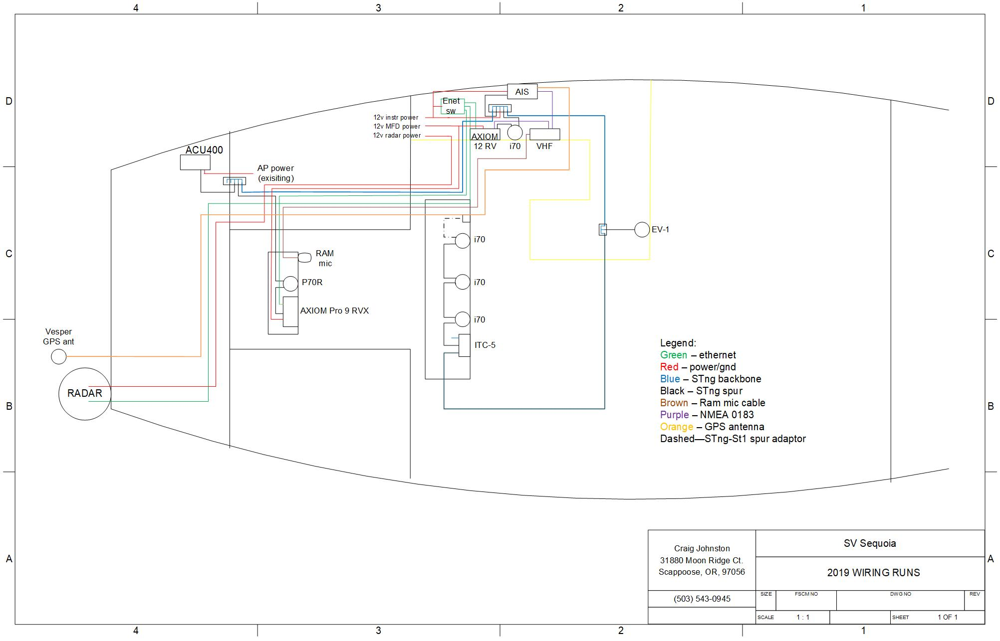 4 3 2 1
D D
AIS
Enet
sw
12v instr power
12v MFD power
12v radar power
AXIOM
12 RV
i70
VHF
ACU400
AP power
(exisiting)
i70
EV-1
C C
RAM
mic
i70
P70R
AXIOM Pro 9 RVX
i70
Vesper
GPS ant
ITC-5
RADAR
B B
Legend:
Green – ethernet
Red – power/gnd
Blue – STng backbone
Black – STng spur
Brown – Ram mic cable
Purple – NMEA 0183
Orange – GPS antenna
Dashed—STng-St1 spur adaptor
A A
Craig Johnston
31880 Moon Ridge Ct.
Scappoose, OR, 97056
(503) 543-0945
SV Sequoia
2019 WIRING RUNS
SIZE FSCM NO DWG NO REV
SCALE 1 : 1 SHEET 1 OF 1
4 3 2 1